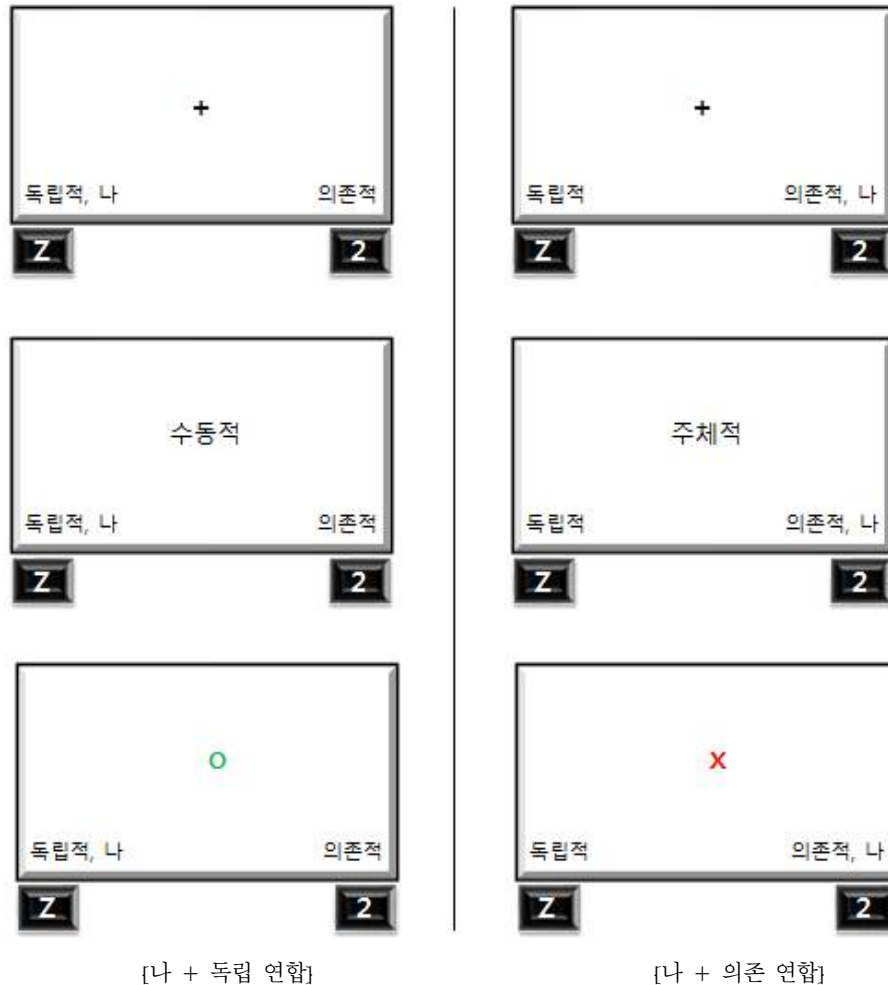 +
독립적, 나 의존적
Z 2
+
독립적 의존적, 나
Z 2
수동적
독립적, 나 의존적
Z 2
주체적
독립적 의존적, 나
Z 2
O
독립적, 나 의존적
Z 2
X
독립적 의존적, 나
Z 2
[나 + 독립 연합]
[나 + 의존 연합]